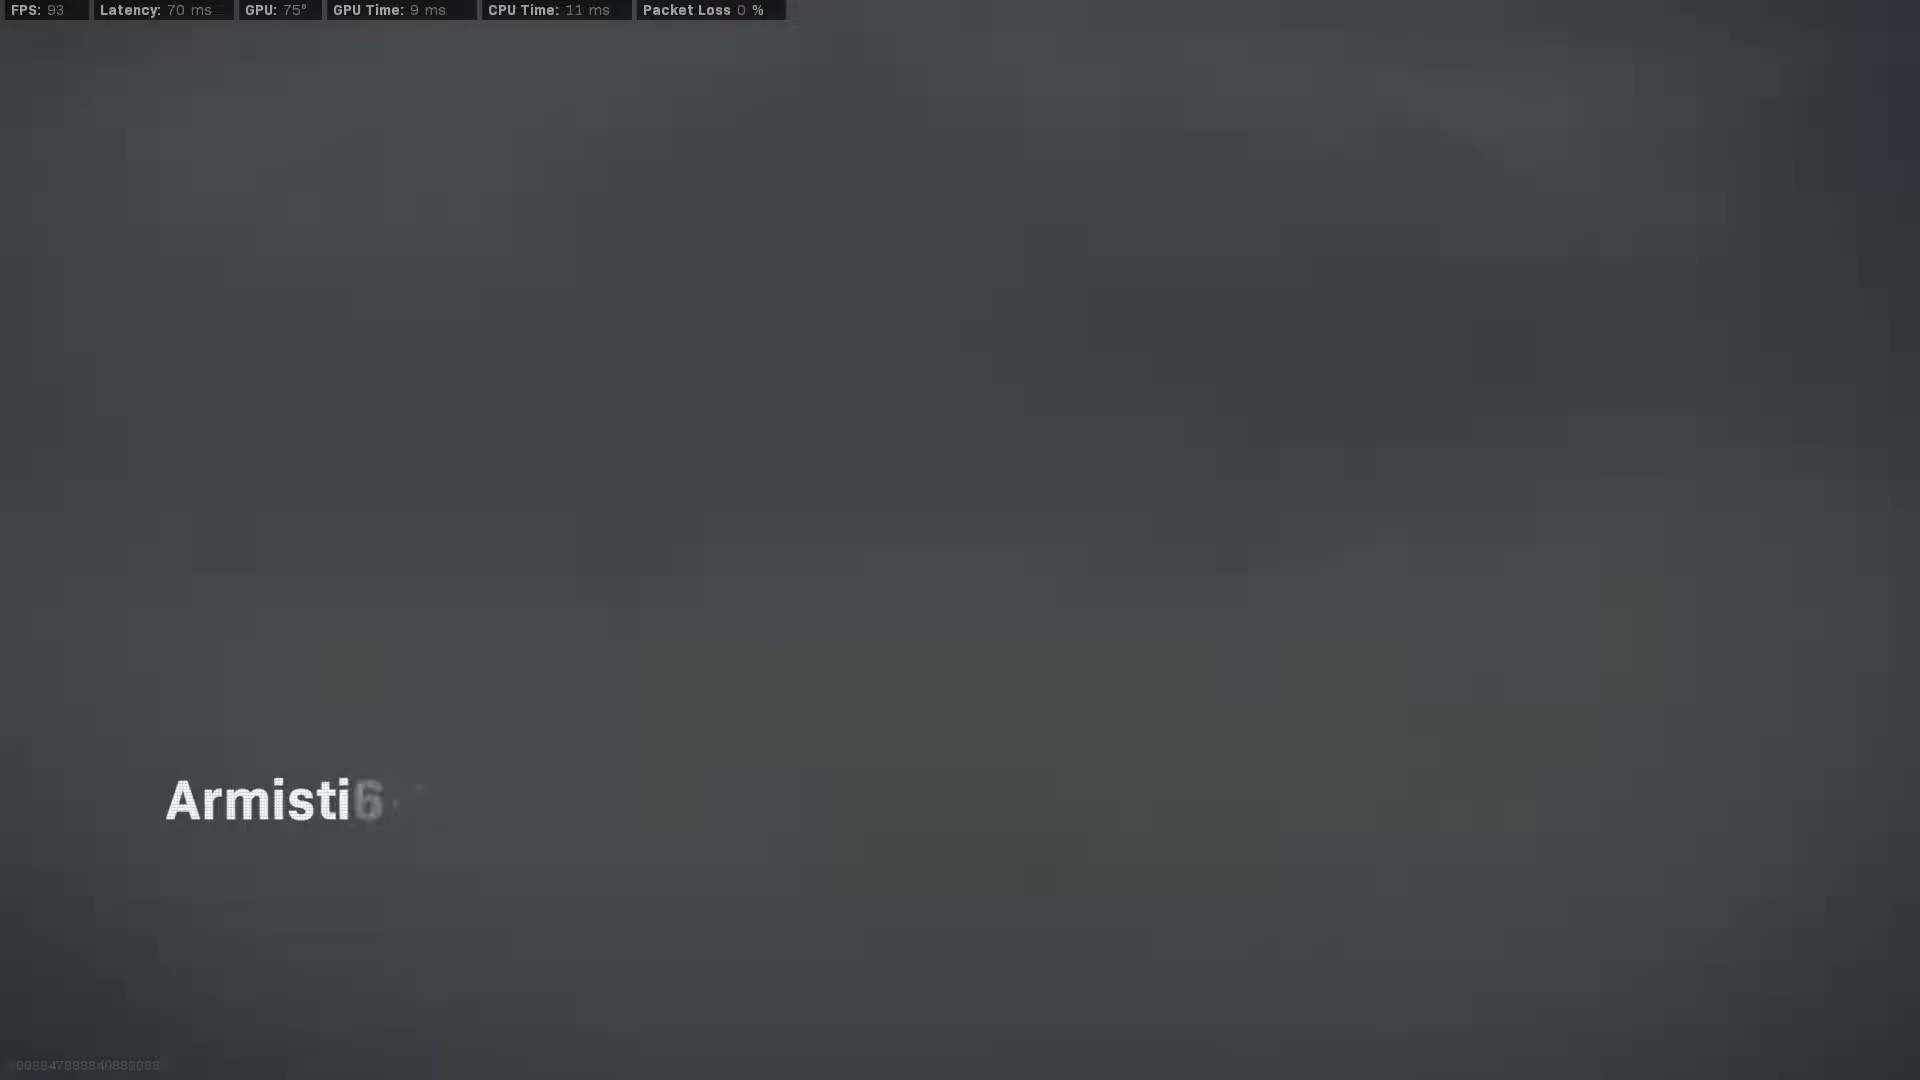 FPS: 93 Latency: 70 ms GPU: 75° GPU Time: 9 ms CPU Time: 11 ms Packet Loss 0 %
Armisti